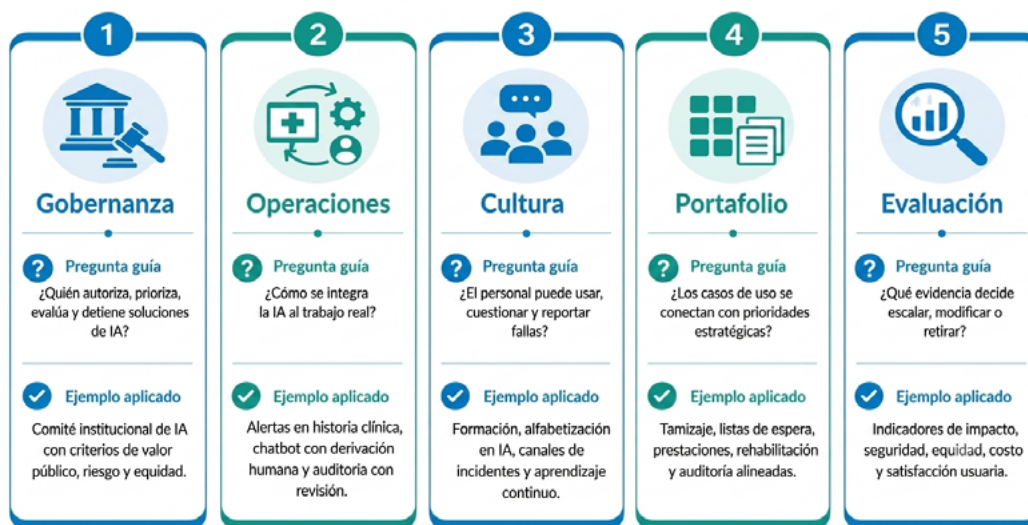 1
Gobernanza
?
Pregunta guía
¿Quién autoriza, prioriza,
evalúa y detiene soluciones
de IA?
Ejemplo aplicado
Comité institucional de IA
con criterios de valor
público, riesgo y equidad.
2
Operaciones
?
Pregunta guía
¿Cómo se integra
la IA al trabajo real?
Ejemplo aplicado
Alertas en historia clínica,
chatbot con derivación
humana y auditoría con
revisión.
3
Cultura
?
Pregunta guía
¿El personal puede usar,
cuestionar y reportar
fallas?
Ejemplo aplicado
Formación, alfabetización
en IA, canales de
incidentes y aprendizaje
continuo.
4
Portafolio
?
Pregunta guía
¿Los casos de uso se
conectan con prioridades
estratégicas?
Ejemplo aplicado
Tamizaje, listas de espera,
prestaciones, rehabilitación
y auditoría alineadas.
5
Evaluación
?
Pregunta guía
¿Qué evidencia decide
escalar, modificar o
retirar?
Ejemplo aplicado
Indicadores de impacto,
seguridad, equidad, costo
y satisfacción usuaria.